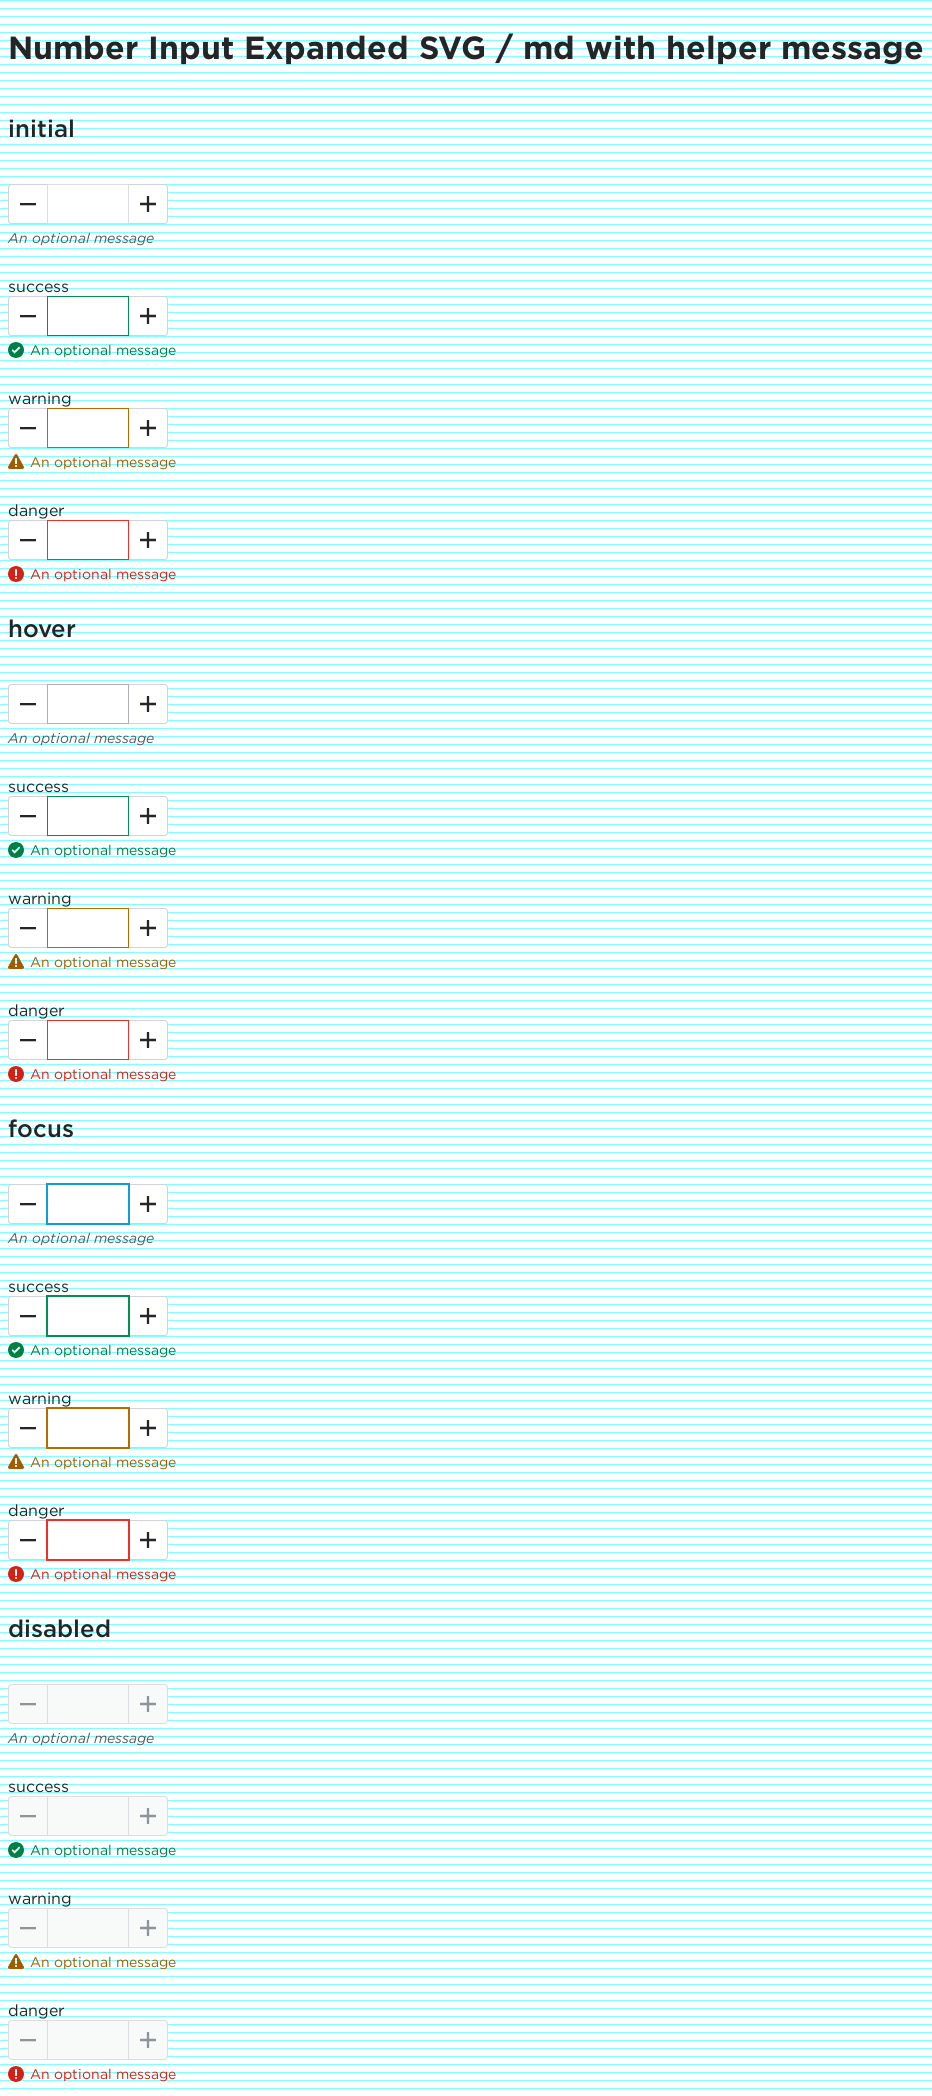 Number Input Expanded SVG / md with helper message
initial
An optional message
success
An optional message
warning
An optional message
danger
An optional message
hover
An optional message
success
An optional message
warning
An optional message
danger
An optional message
focus
An optional message
success
An optional message
warning
An optional message
danger
An optional message
disabled
An optional message
success
An optional message
warning
An optional message
danger
An optional message